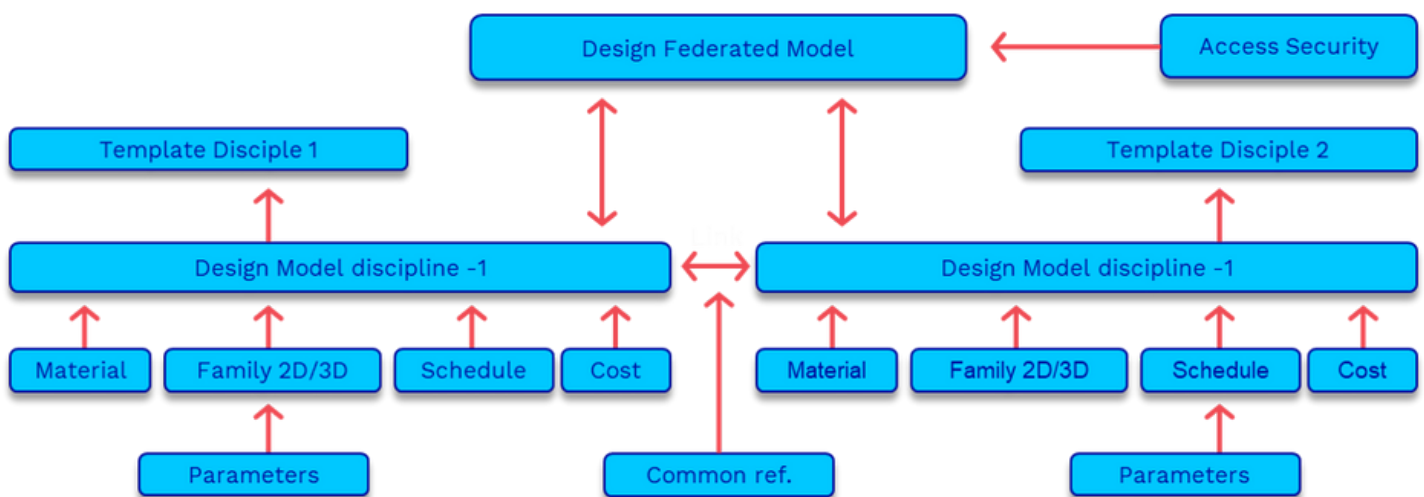 Design Federated Model
Access Security
Template Disciple 1
Template Disciple 2
Design Model discipline -1
Design Model discipline -1
Material
Family 2D/3D
Schedule
Cost
Material
Family 2D/3D
Schedule
Cost
Parameters
Common ref.
Parameters